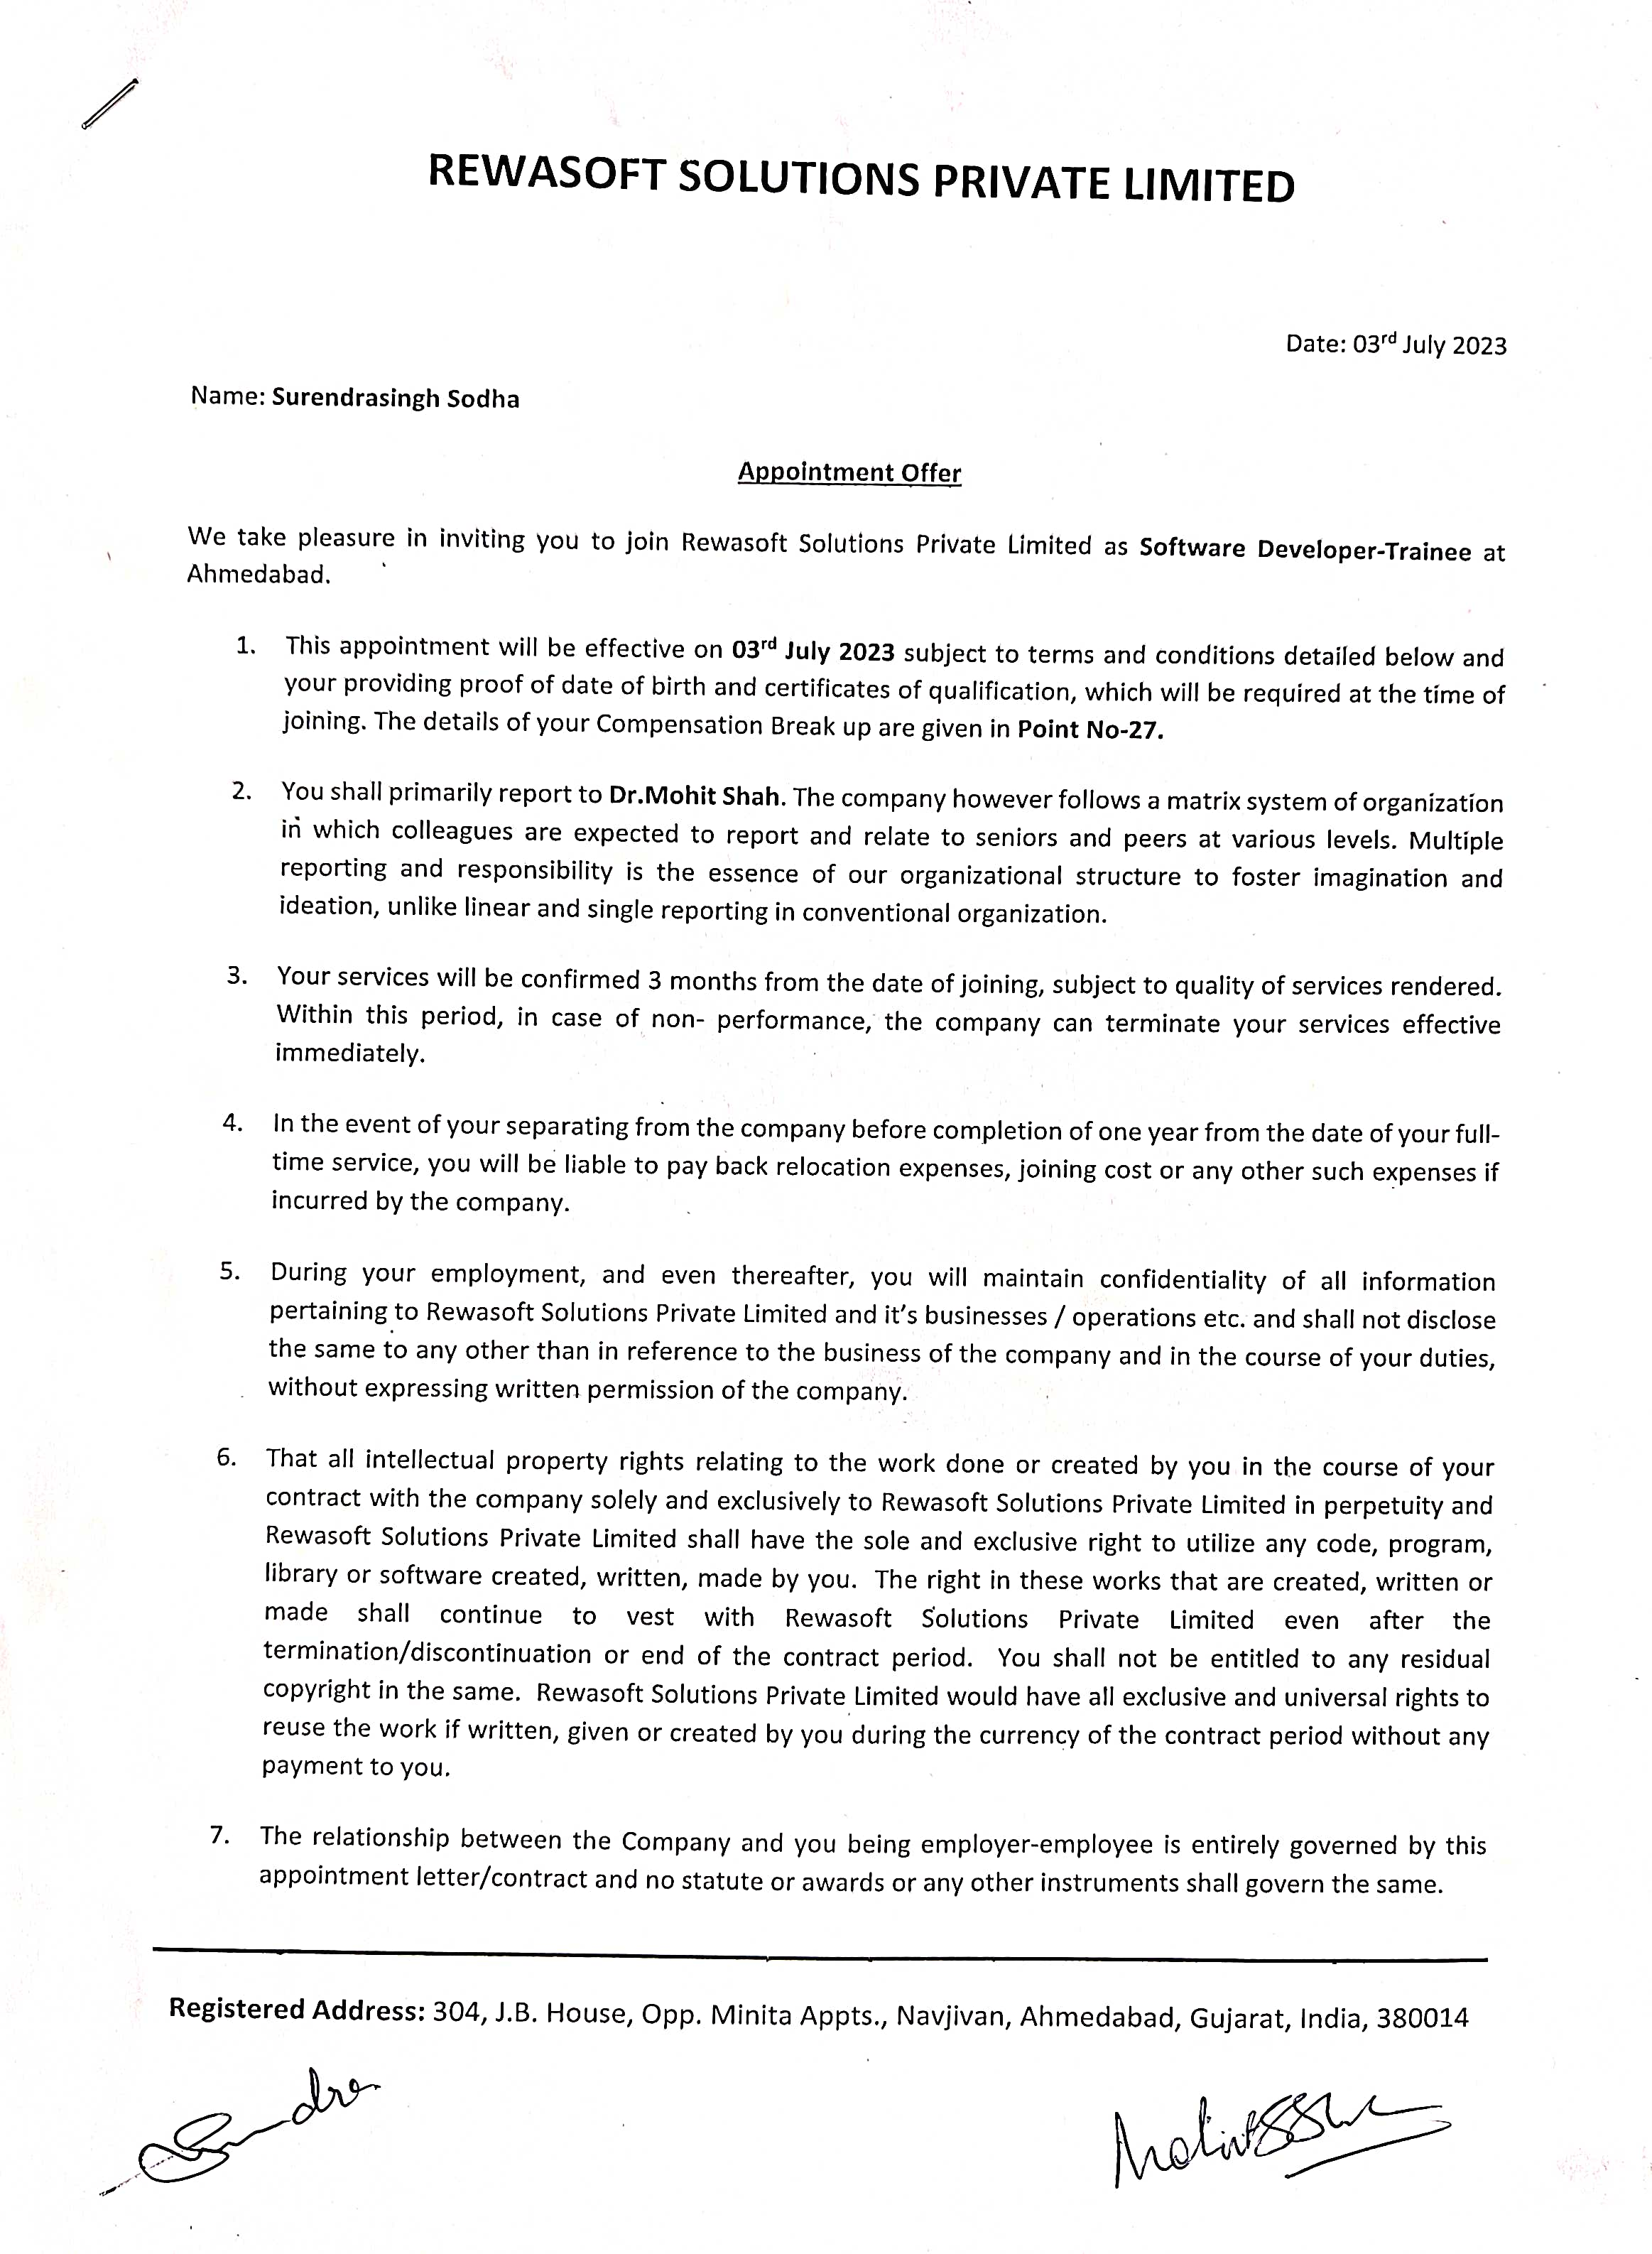 REWASOFT SOLUTIONS PRIVATE LIMITED
Date: 03rd July 2023
Name: Surendrasingh Sodha
Appointment Offer
We take pleasure in inviting you to join Rewasoft Solutions Private Limited as Software Developer-Trainee at
Ahmedabad.
1. This appointment will be effective on 03rd July 2023 subject to terms and conditions detailed below and
your providing proof of date of birth and certificates of qualification, which will be required at the time of
joining. The details of your Compensation Break up are given in Point No-27.
2. You shall primarily report to Dr.Mohit Shah. The company however follows a matrix system of organization
in which colleagues are expected to report and relate to seniors and peers at various levels. Multiple
reporting and responsibility is the essence of our organizational structure to foster imagination and
ideation, unlike linear and single reporting in conventional organization.
3. Your services will be confirmed 3 months from the date of joining, subject to quality of services rendered.
Within this period, in case of non- performance, the company can terminate your services effective
immediately.
4. In the event of your separating from the company before completion of one year from the date of your full-
time service, you will be liable to pay back relocation expenses, joining cost or any other such expenses if
incurred by the company.
5. During your employment, and even thereafter, you will maintain confidentiality of all information
pertaining to Rewasoft Solutions Private Limited and it's businesses / operations etc. and shall not disclose
the same to any other than in reference to the business of the company and in the course of your duties,
without expressing written permission of the company.
6. That all intellectual property rights relating to the work done or created by you in the course of your
contract with the company solely and exclusively to Rewasoft Solutions Private Limited in perpetuity and
Rewasoft Solutions Private Limited shall have the sole and exclusive right to utilize any code, program,
library or software created, written, made by you. The right in these works that are created, written or
made shall continue to vest with Rewasoft Solutions Private Limited even after the
termination/discontinuation or end of the contract period. You shall not be entitled to any residual
copyright in the same. Rewasoft Solutions Private Limited would have all exclusive and universal rights to
reuse the work if written, given or created by you during the currency of the contract period without any
payment to you.
7. The relationship between the Company and you being employer-employee is entirely governed by this
appointment letter/contract and no statute or awards or any other instruments shall govern the same.
Registered Address: 304, J.B. House, Opp. Minita Appts., Navjivan, Ahmedabad, Gujarat, India, 380014